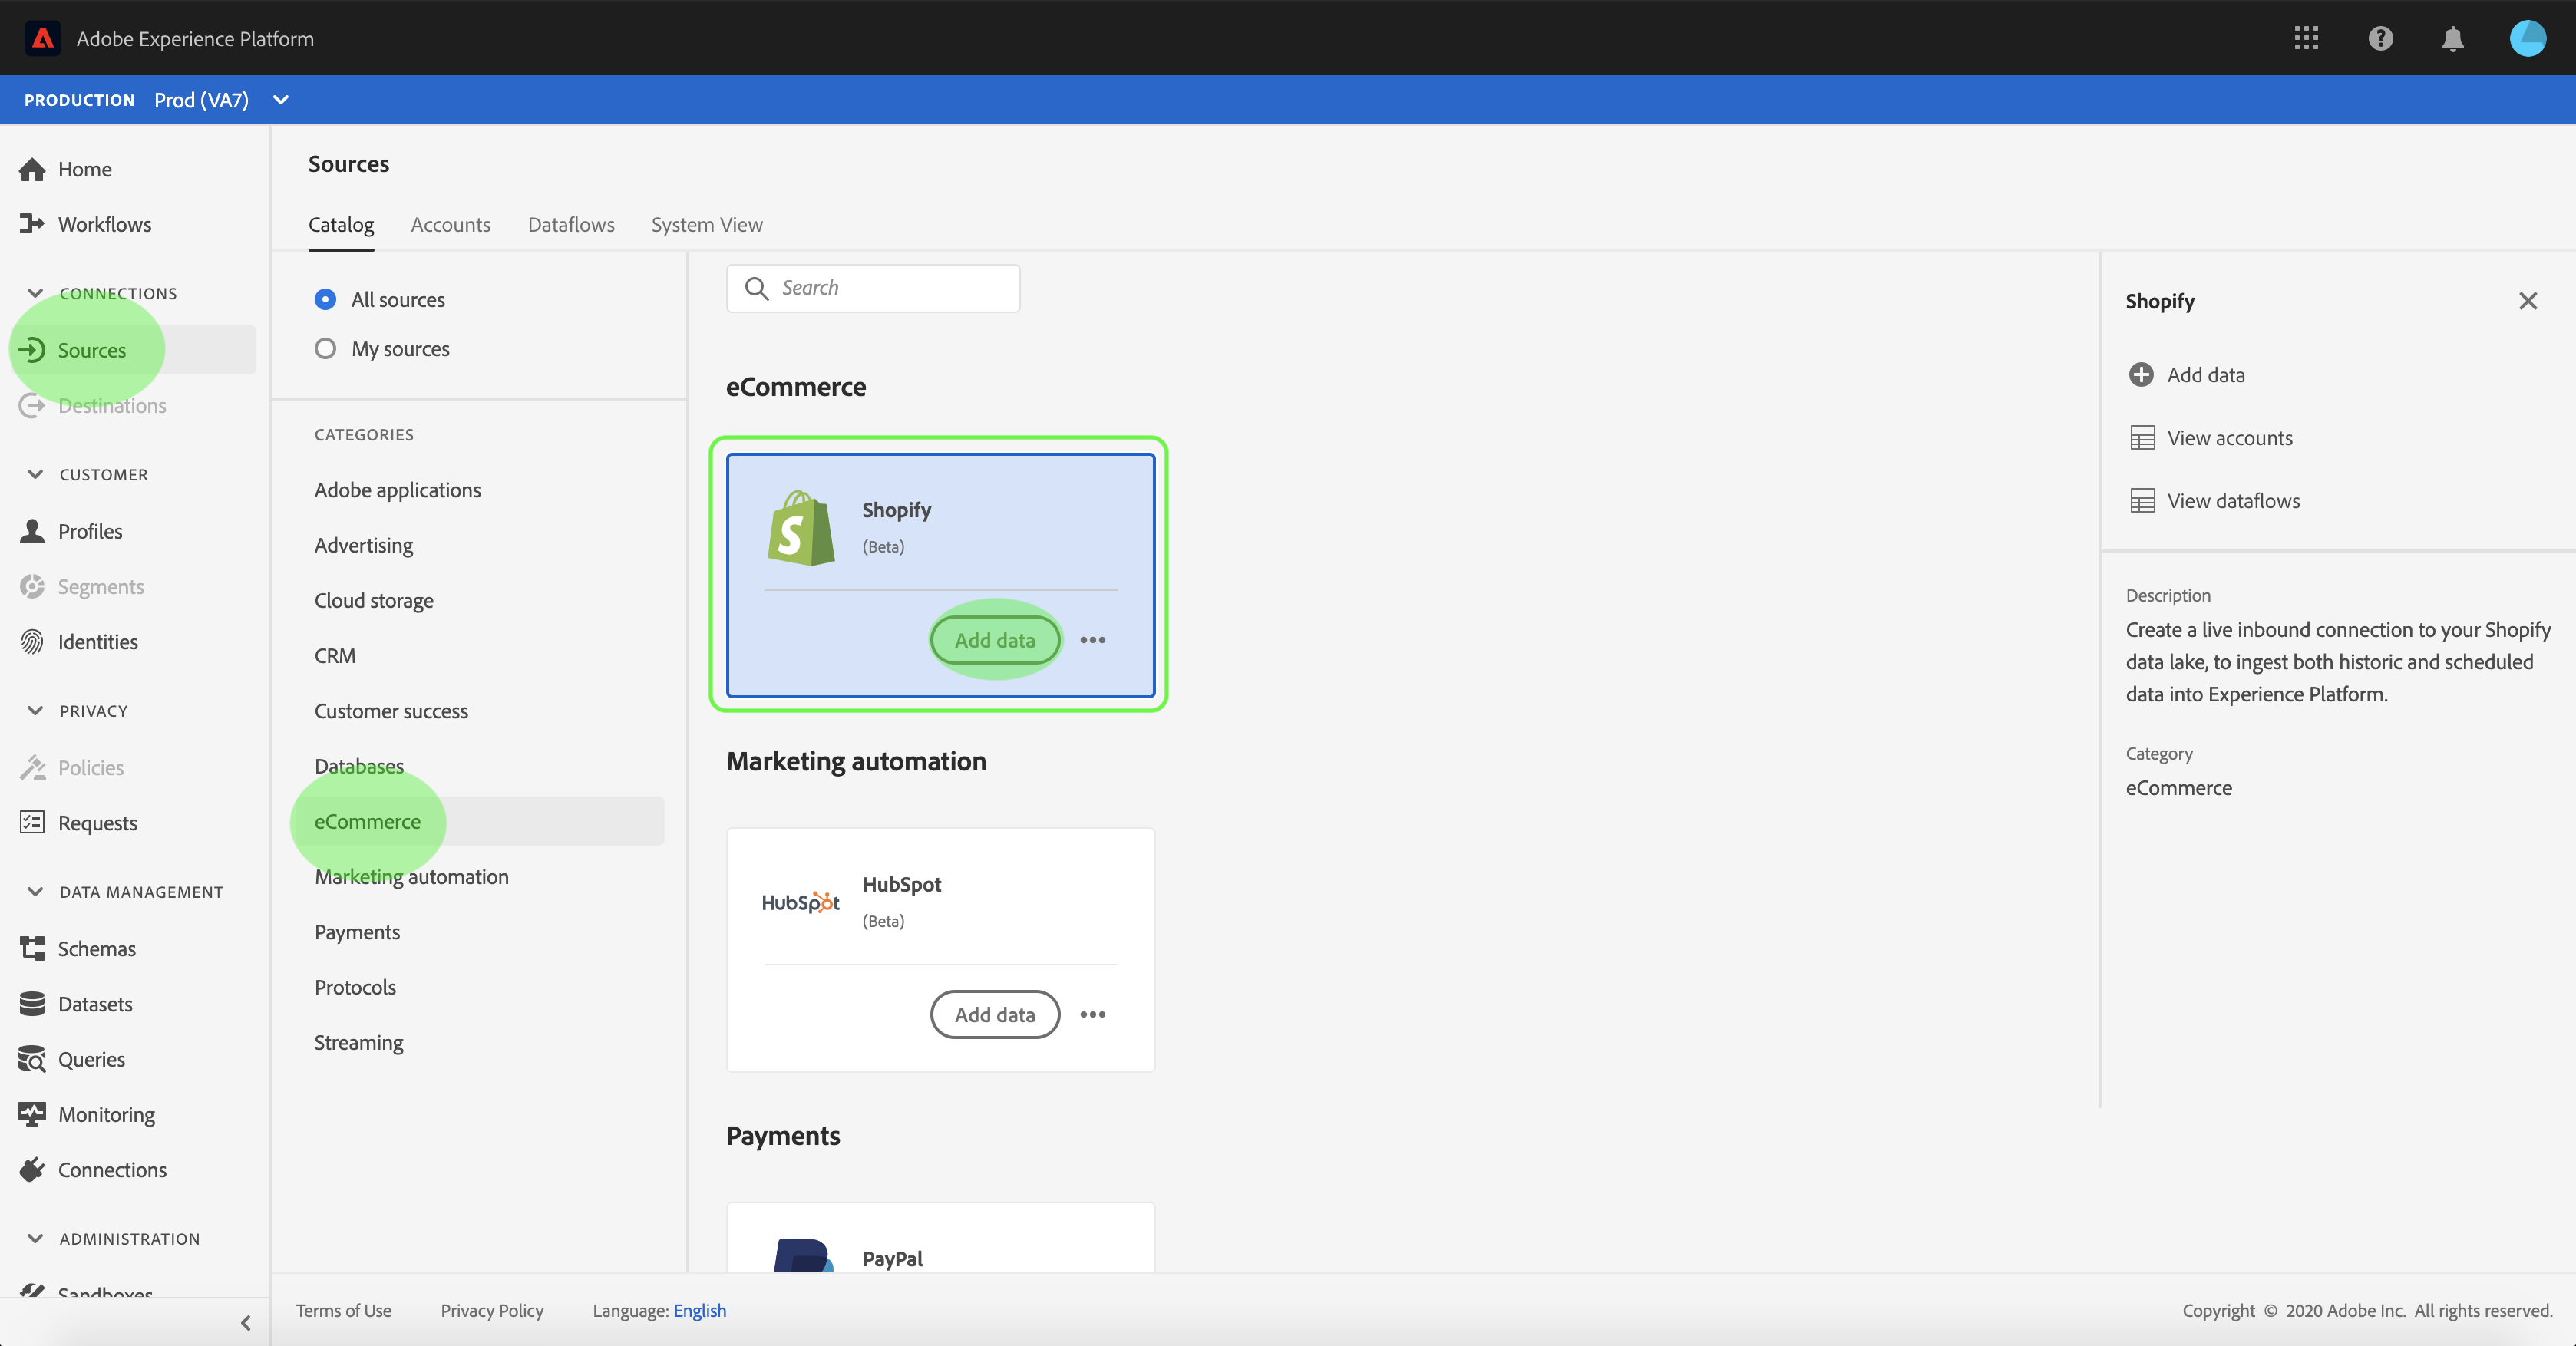 Adobe Experience Platform
PRODUCTION Prod (VA7)
Home
Workflows
CONNECTIONS
Sources
Destinations
CUSTOMER
Profiles
Segments
Identities
PRIVACY
Policies
Requests
DATA MANAGEMENT
Schemas
Datasets
Queries
Monitoring
Connections
ADMINISTRATION
Sandboxes
Sources
Catalog Accounts Dataflows System View
All sources
My sources
CATEGORIES
Adobe applications
Advertising
Cloud storage
CRM
Customer success
Databases
eCommerce
Marketing automation
Payments
Protocols
Streaming
Search
eCommerce
S
Shopify
(Beta)
Add data
Marketing automation
HubSpot
HubSpot
(Beta)
Add data
Payments
PayPal
Shopify
Add data
View accounts
View dataflows
Description
Create a live inbound connection to your Shopify
data lake, to ingest both historic and scheduled
data into Experience Platform.
Category
eCommerce
Terms of Use Privacy Policy Language: English
Copyright © 2020 Adobe Inc. All rights reserved.